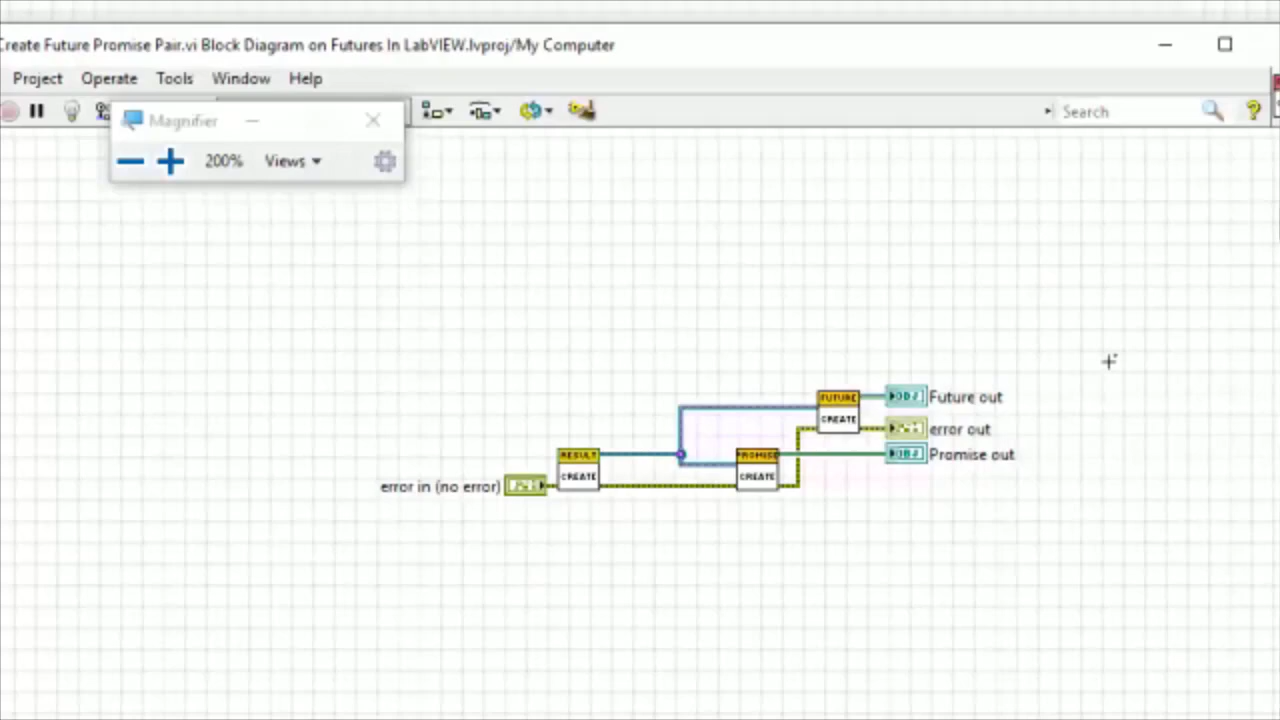 Create Future Promise Pair.vi Block Diagram on Futures In LabVIEW.lvproj/My Computer
Project Operate Tools Window Help
Search
Magnifier
200% Views
FUTURE
CREATE
OBJ
Future out
error out
RESULT
CREATE
PROMISE
CREATE
OBJ
Promise out
error in (no error)